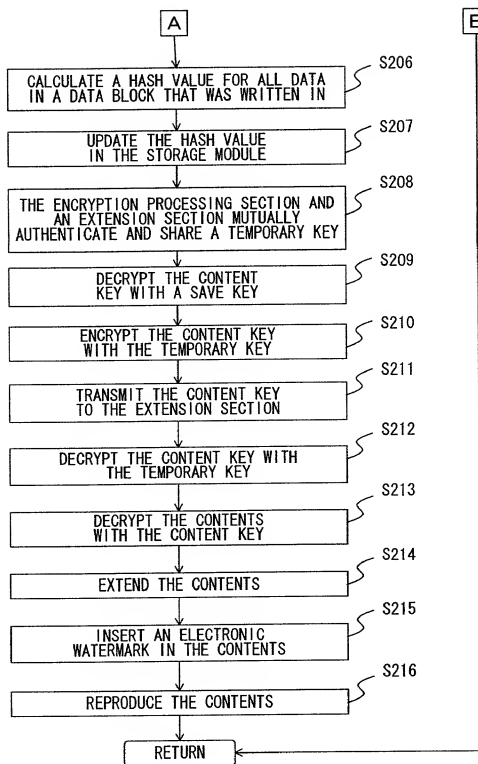 A
E
S206
CALCULATE A HASH VALUE FOR ALL DATA
IN A DATA BLOCK THAT WAS WRITTEN IN
S207
UPDATE THE HASH VALUE
IN THE STORAGE MODULE
S208
THE ENCRYPTION PROCESSING SECTION AND
AN EXTENSION SECTION MUTUALLY
AUTHENTICATE AND SHARE A TEMPORARY KEY
S209
DECRYPT THE CONTENT
KEY WITH A SAVE KEY
S210
ENCRYPT THE CONTENT KEY
WITH THE TEMPORARY KEY
S211
TRANSMIT THE CONTENT KEY
TO THE EXTENSION SECTION
S212
DECRYPT THE CONTENT KEY WITH
THE TEMPORARY KEY
S213
DECRYPT THE CONTENTS
WITH THE CONTENT KEY
S214
EXTEND THE CONTENTS
S215
INSERT AN ELECTRONIC
WATERMARK IN THE CONTENTS
S216
REPRODUCE THE CONTENTS
RETURN